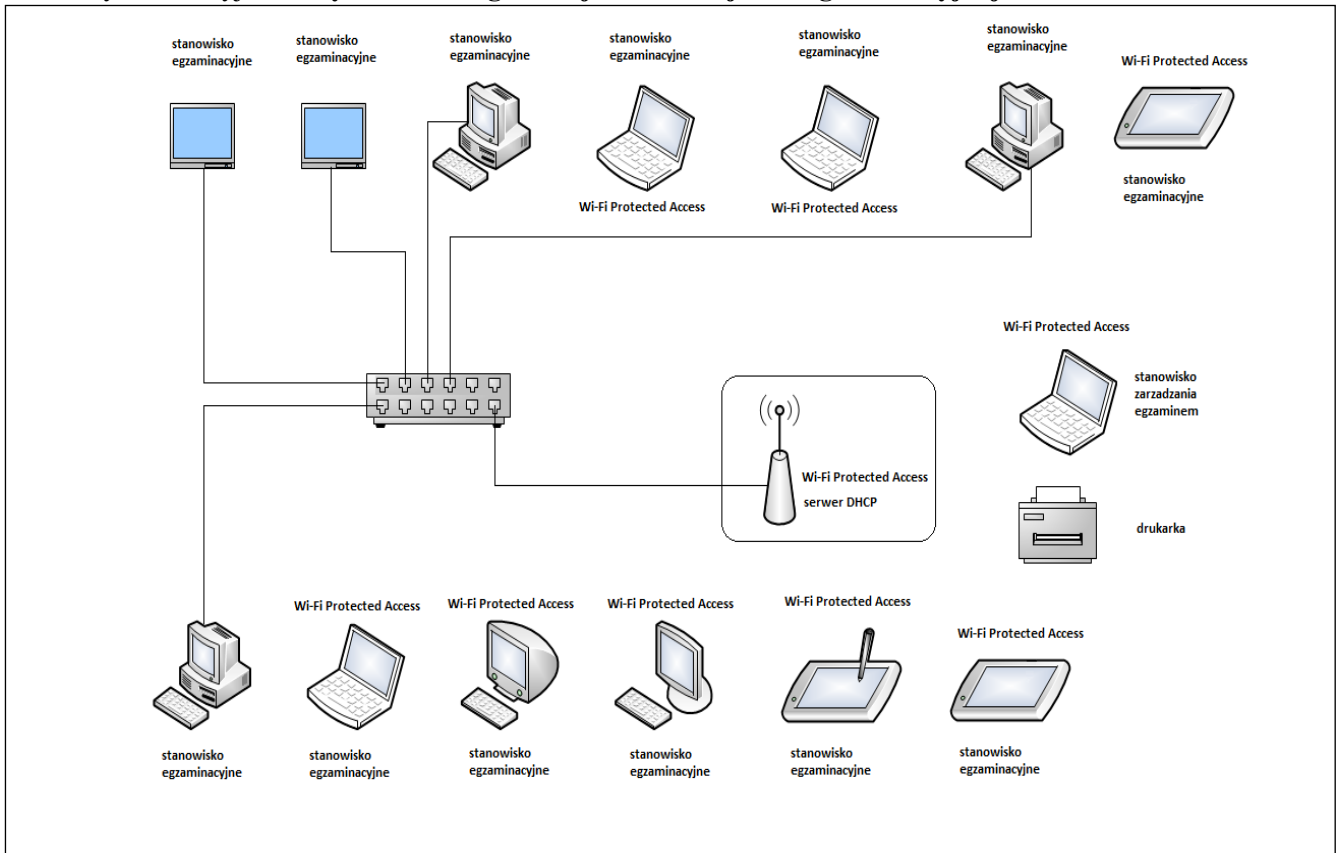 stanowisko
egzaminacyjne
stanowisko
egzaminacyjne
stanowisko
egzaminacyjne
stanowisko
egzaminacyjne
stanowisko
egzaminacyjne
stanowisko
egzaminacyjne
Wi-Fi Protected Access
stanowisko
egzaminacyjne
Wi-Fi Protected Access
Wi-Fi Protected Access
Wi-Fi Protected Access
stanowisko
zarzadzania
egzaminem
Wi-Fi Protected Access
serwer DHCP
drukarka
Wi-Fi Protected Access
Wi-Fi Protected Access
Wi-Fi Protected Access
Wi-Fi Protected Access
Wi-Fi Protected Access
stanowisko
egzaminacyjne
stanowisko
egzaminacyjne
stanowisko
egzaminacyjne
stanowisko
egzaminacyjne
stanowisko
egzaminacyjne
stanowisko
egzaminacyjne